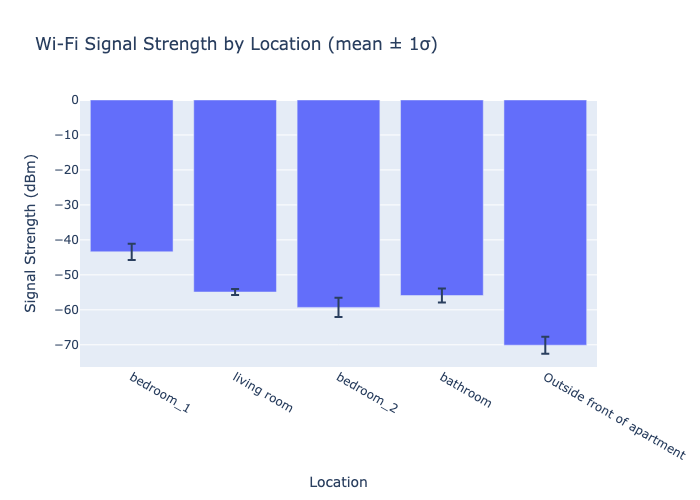 Wi-Fi Signal Strength by Location (mean ± 1σ)
Signal Strength (dBm)
0
−10
−20
−30
−40
−50
−60
−70
bedroom_1
living room
bedroom_2
bathroom
Outside front of apartment
Location